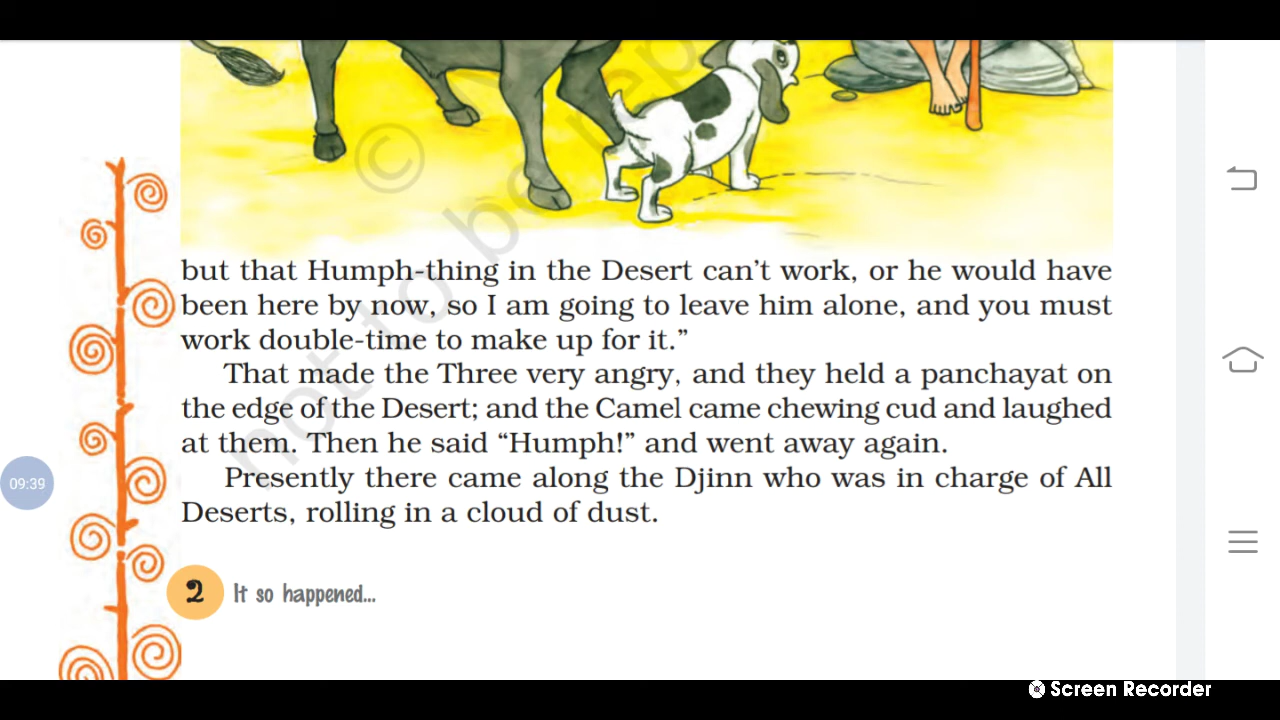 but that Humph-thing in the Desert can't work, or he would have
been here by now, so I am going to leave him alone, and you must
work double-time to make up for it.”
That made the Three very angry, and they held a panchayat on
the edge of the Desert; and the Camel came chewing cud and laughed
at them. Then he said “Humph!” and went away again.
Presently there came along the Djinn who was in charge of All
Deserts, rolling in a cloud of dust.
09:39
2 It so happened...
© not to be rep
Screen Recorder